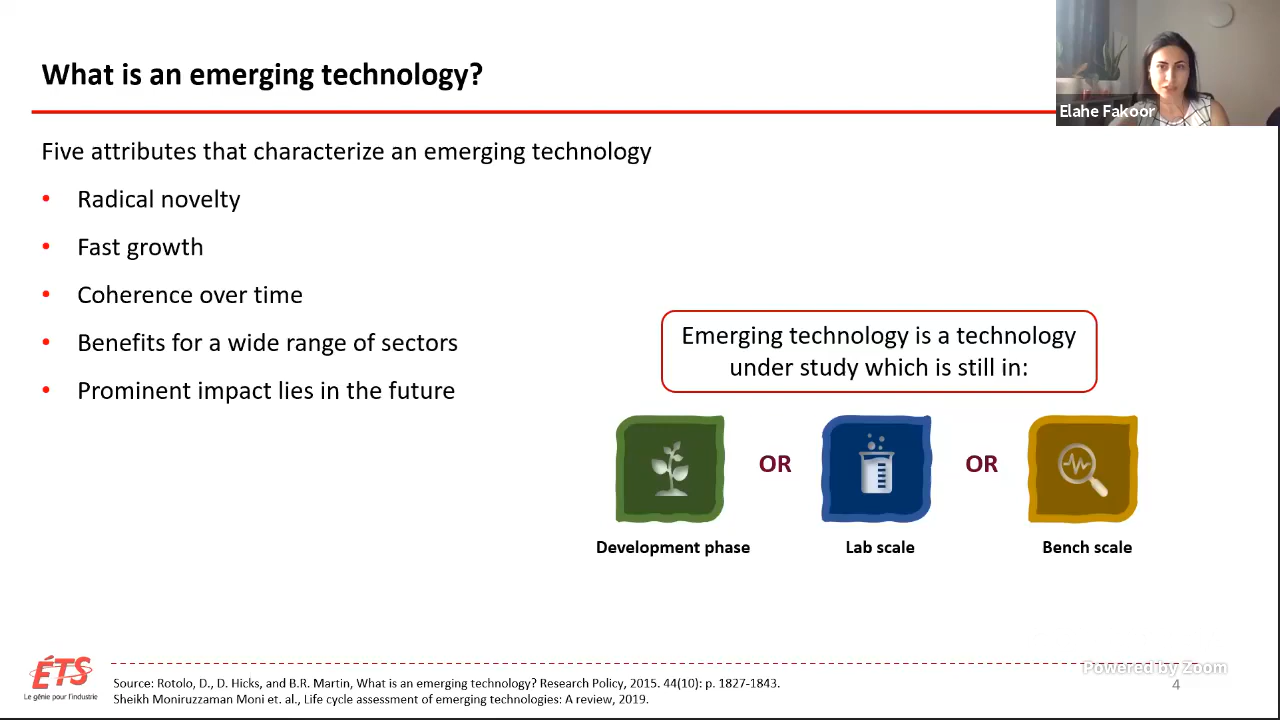 What is an emerging technology?
Elahe Fakoor
Five attributes that characterize an emerging technology
• Radical novelty
• Fast growth
• Coherence over time
• Benefits for a wide range of sectors
• Prominent impact lies in the future
Emerging technology is a technology
under study which is still in:
OR
OR
Development phase
Lab scale
Bench scale
ÉTS
Le génie pour l'industrie
Source: Rotolo, D., D. Hicks, and B.R. Martin, What is an emerging technology? Research Policy, 2015. 44(10): p. 1827-1843.
Sheikh Moniruzzaman Moni et. al., Life cycle assessment of emerging technologies: A review, 2019.
Powered by Zoom
4